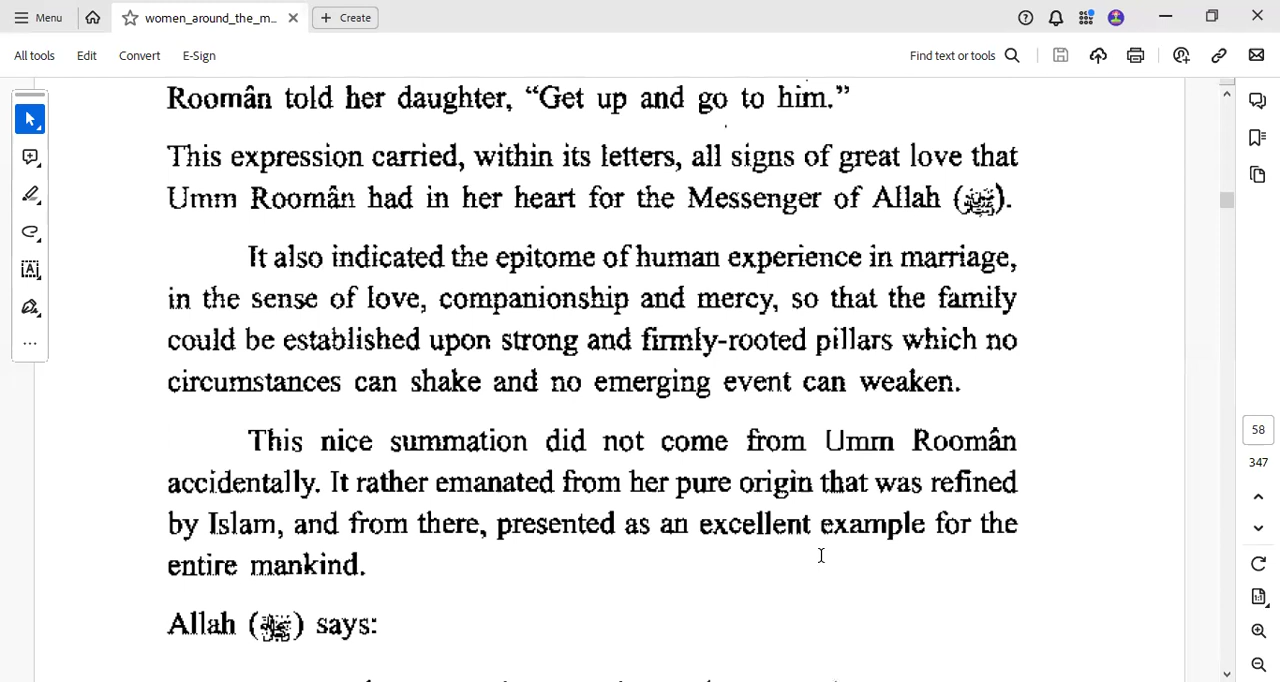 Menu
women_around_the_m...
Create
All tools
Edit
Convert
E-Sign
Find text or tools
Roomân told her daughter, “Get up and go to him.”
This expression carried, within its letters, all signs of great love that
Umm Roomân had in her heart for the Messenger of Allah (ﷺ).
It also indicated the epitome of human experience in marriage,
in the sense of love, companionship and mercy, so that the family
could be established upon strong and firmly-rooted pillars which no
circumstances can shake and no emerging event can weaken.
This nice summation did not come from Umm Roomân
accidentally. It rather emanated from her pure origin that was refined
by Islam, and from there, presented as an excellent example for the
entire mankind.
Allah () says:
58
347